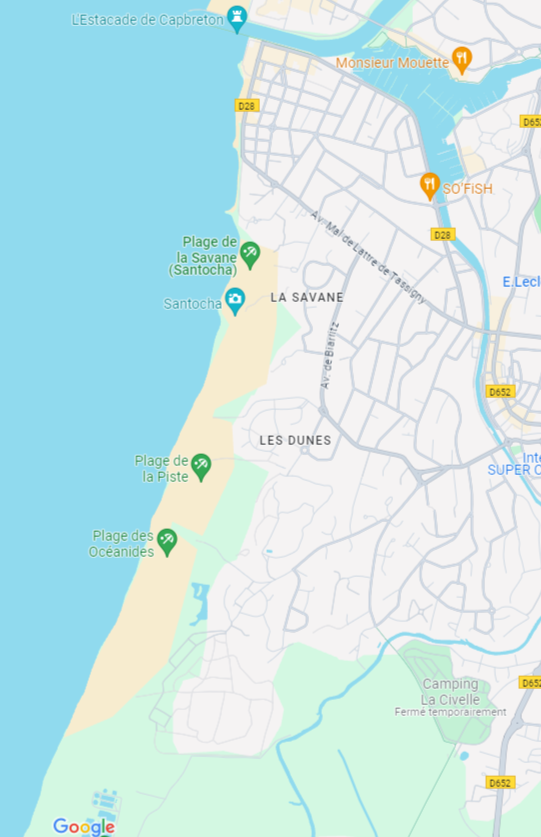 L'Estacade de Capbreton
Monsieur Mouette
D28
D652
SO'FiSH
Av. Mal de Lattre de Tassigny
D28
Plage de
la Savane
(Santocha)
E.Lecl
LA SAVANE
Santocha
Av. de Biarritz
D652
LES DUNES
Plage de
la Piste
Inte
SUPER C
Plage des
Océanides
Camping
La Civelle
Fermé temporairement
D652
D652
Google